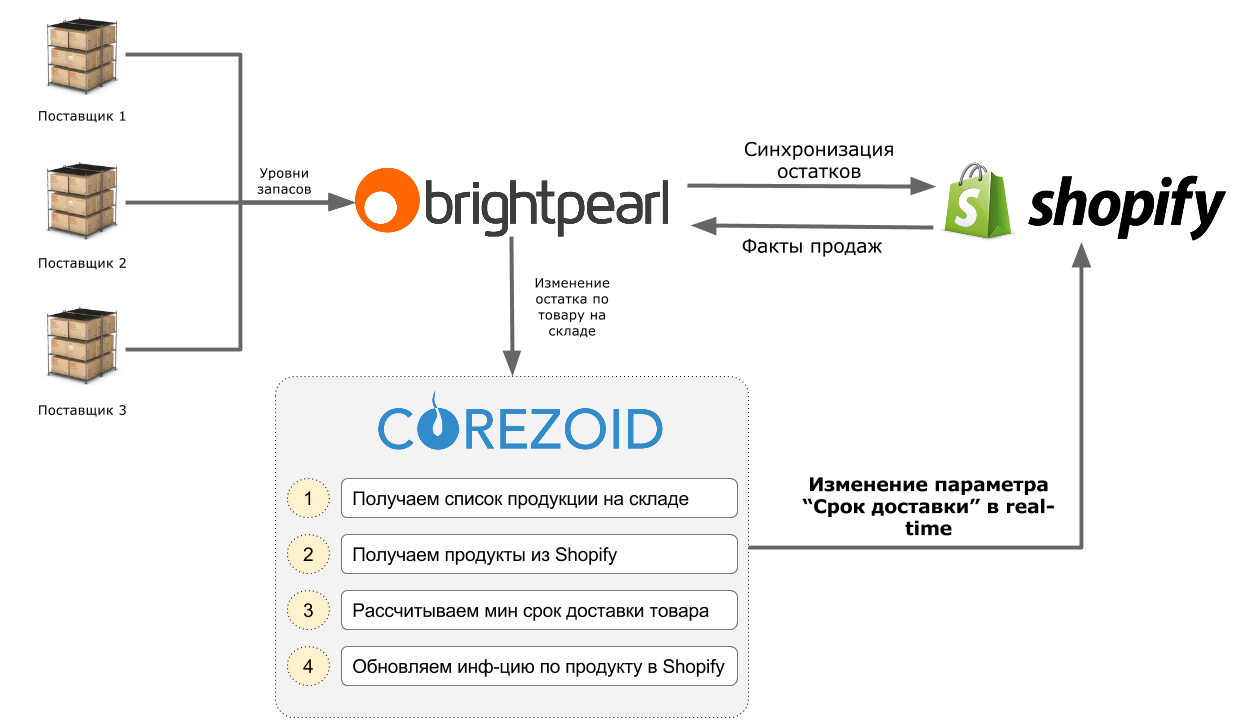 Поставщик 1
Уровни
запасов
Поставщик 2
Поставщик 3
brightpearl
Синхронизация
остатков
Факты продаж
shopify
Изменение
остатка по
товару на
складе
COREZOID
1 Получаем список продукции на складе
2 Получаем продукты из Shopify
3 Рассчитываем мин срок доставки товара
4 Обновляем инф-цию по продукту в Shopify
Изменение параметра
“Срок доставки” в real-
time